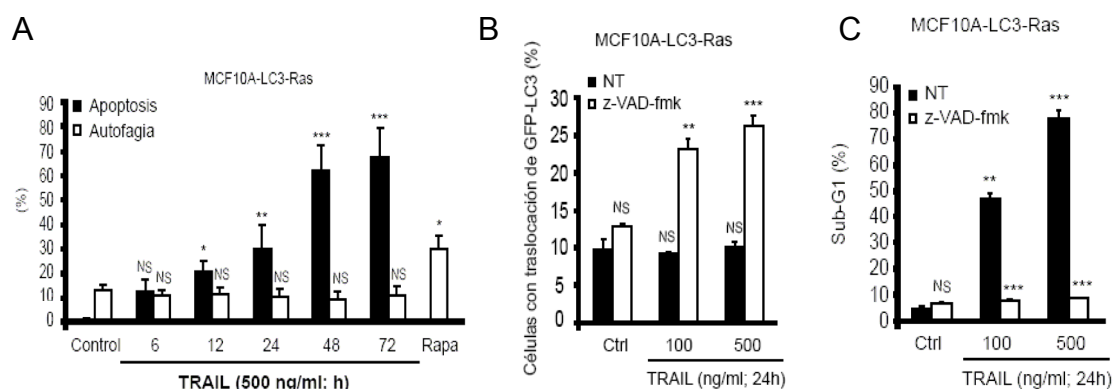 A
MCF10A-LC3-Ras
Apoptosis
Autofagia
(%)
90
80
70
60
50
40
30
20
10
0
NS
NS
*
NS
**
NS
***
NS
***
NS
*
Control
6
12
24
48
72
Rapa
TRAIL (500 ng/ml; h)
B
MCF10A-LC3-Ras
NT
z-VAD-fmk
Células con traslocación de GFP-LC3 (%)
30
25
20
15
10
5
0
NS
NS
**
NS
***
Ctrl
100
500
TRAIL (ng/ml; 24h)
C
MCF10A-LC3-Ras
NT
z-VAD-fmk
Sub-G1 (%)
90
80
70
60
50
40
30
20
10
0
NS
**
***
***
***
Ctrl
100
500
TRAIL (ng/ml; 24h)